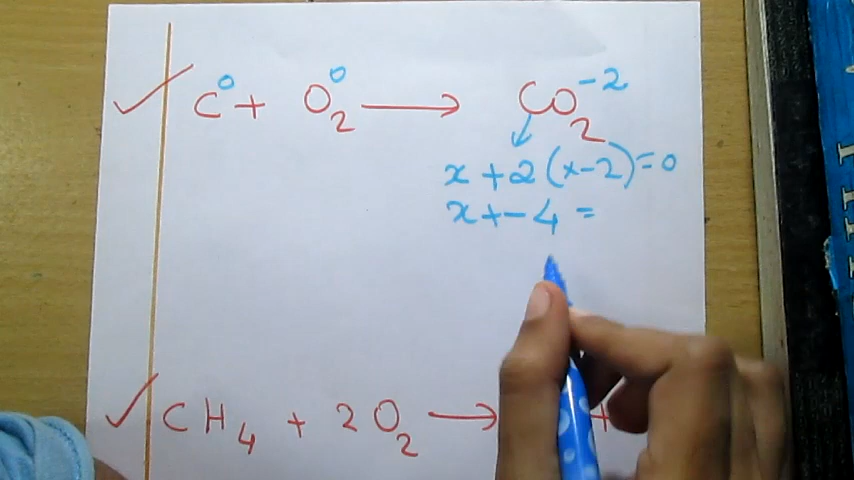 C⁰ + O₂⁰ ⟶ CO₂⁻²
x + 2(x-2) = 0
x + - 4 =
CH₄ + 2O₂ ⟶ +